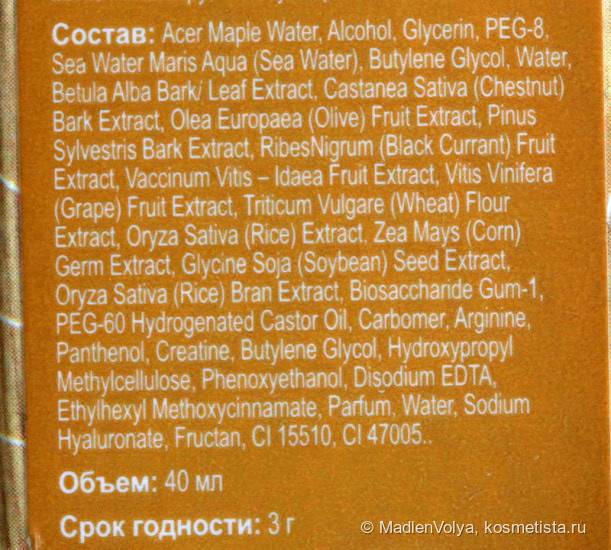 Состав: Acer Maple Water, Alcohol, Glycerin, PEG-8,
Sea Water Maris Aqua (Sea Water), Butylene Glycol, Water,
Betula Alba Bark/ Leaf Extract, Castanea Sativa (Chestnut)
Bark Extract, Olea Europaea (Olive) Fruit Extract, Pinus
Sylvestris Bark Extract, RibesNigrum (Black Currant) Fruit
Extract, Vaccinum Vitis – Idaea Fruit Extract, Vitis Vinifera
(Grape) Fruit Extract, Triticum Vulgare (Wheat) Flour
Extract, Oryza Sativa (Rice) Extract, Zea Mays (Corn)
Germ Extract, Glycine Soja (Soybean) Seed Extract,
Oryza Sativa (Rice) Bran Extract, Biosaccharide Gum-1,
PEG-60 Hydrogenated Castor Oil, Carbomer, Arginine,
Panthenol, Creatine, Butylene Glycol, Hydroxypropyl
Methylcellulose, Phenoxyethanol, Disodium EDTA,
Ethylhexyl Methoxycinnamate, Parfum, Water, Sodium
Hyaluronate, Fructan, CI 15510, CI 47005..
Объем: 40 мл
Срок годности: 3 г
© MadlenVolya, kosmetista.ru